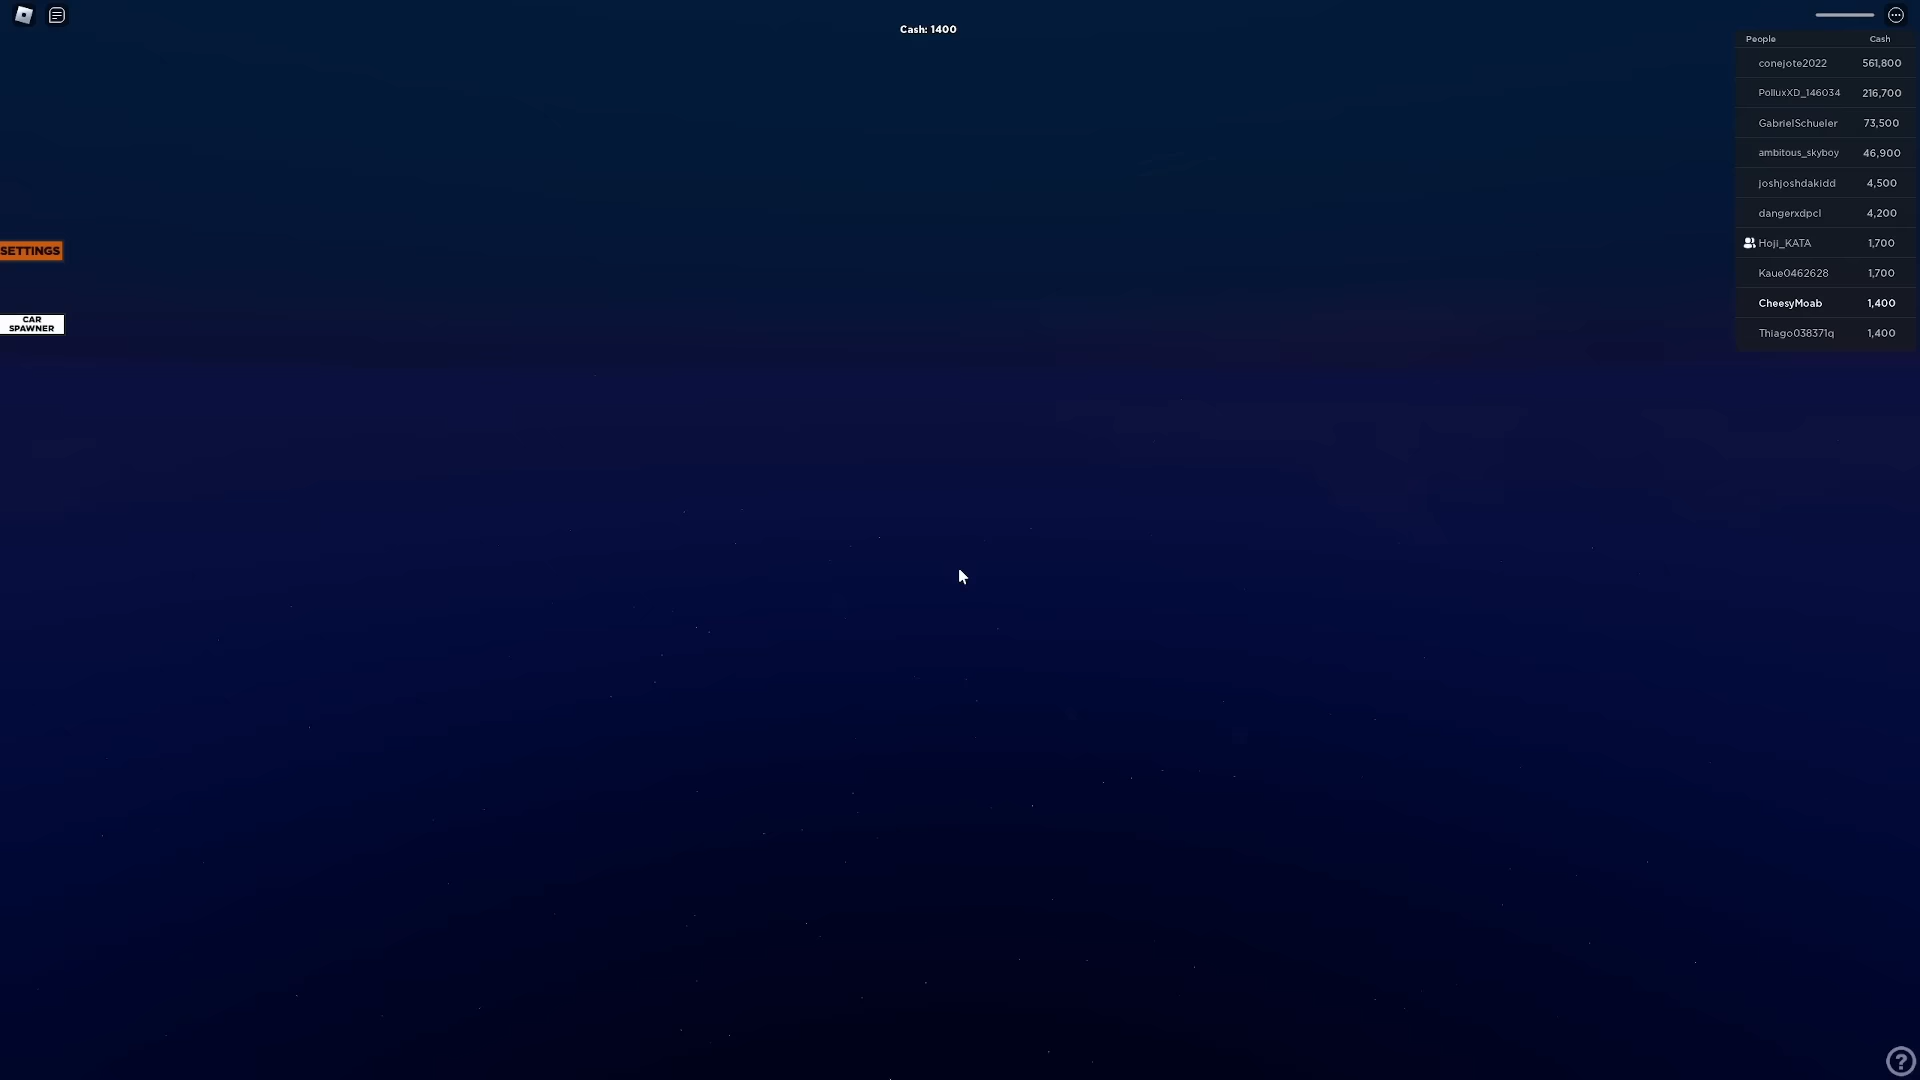 Cash: 1400
People Cash
conejote2022 561,800
PolluxXD_146034 216,700
GabrielSchueler 73,500
ambitous_skyboy 46,900
joshjoshdakidd 4,500
dangerxdpcl 4,200
Hoji_KATA 1,700
Kaue0462628 1,700
CheesyMoab 1,400
Thiago038371q 1,400
SETTINGS
CAR
SPAWNER
?